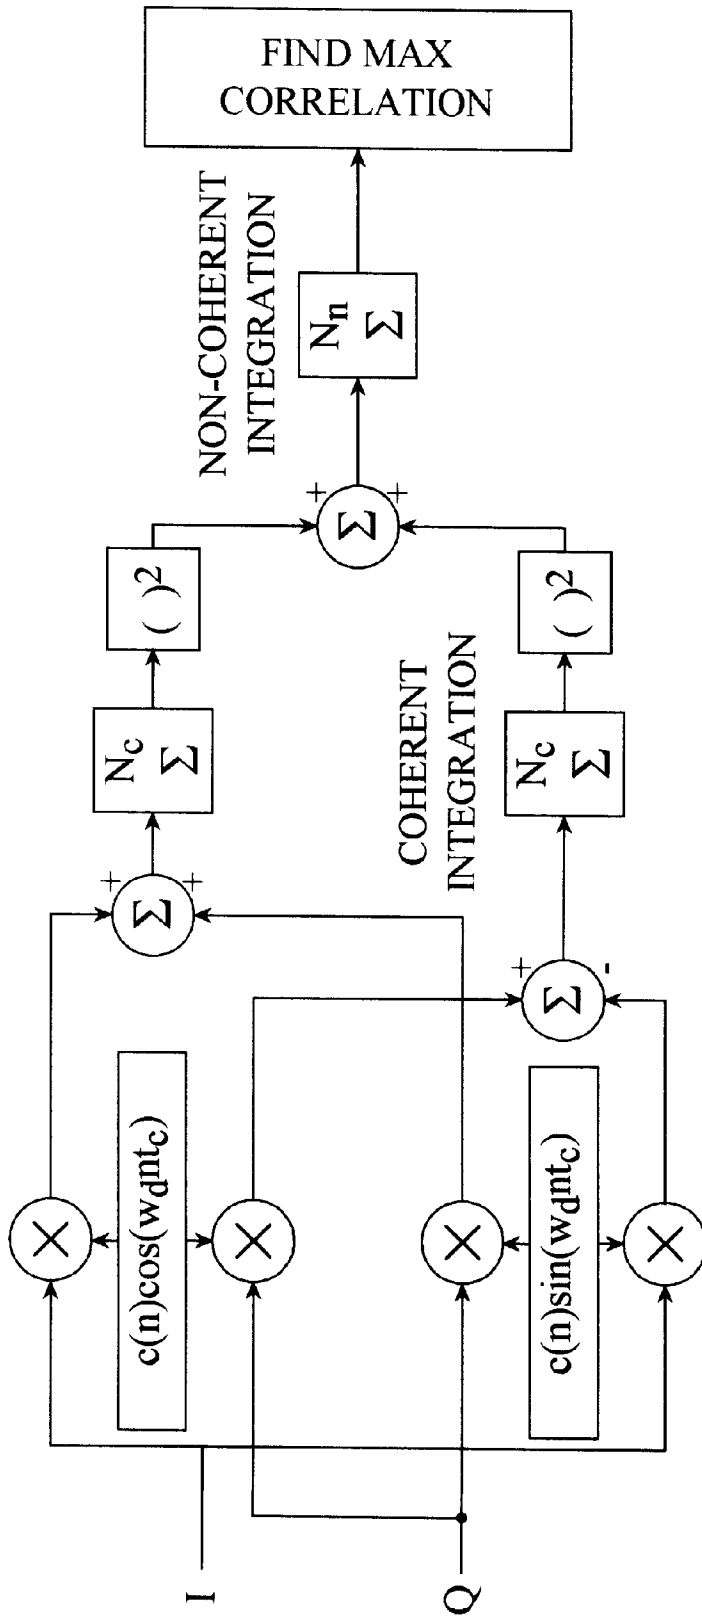 I
Q
c(n)cos(w_d nt_c)
c(n)sin(w_d nt_c)
×
×
×
×
+
Σ
+
+
Σ
-
N_c
Σ
COHERENT
INTEGRATION
N_c
Σ
( )²
( )²
+
Σ
+
NON-COHERENT
INTEGRATION
N_n
Σ
FIND MAX
CORRELATION